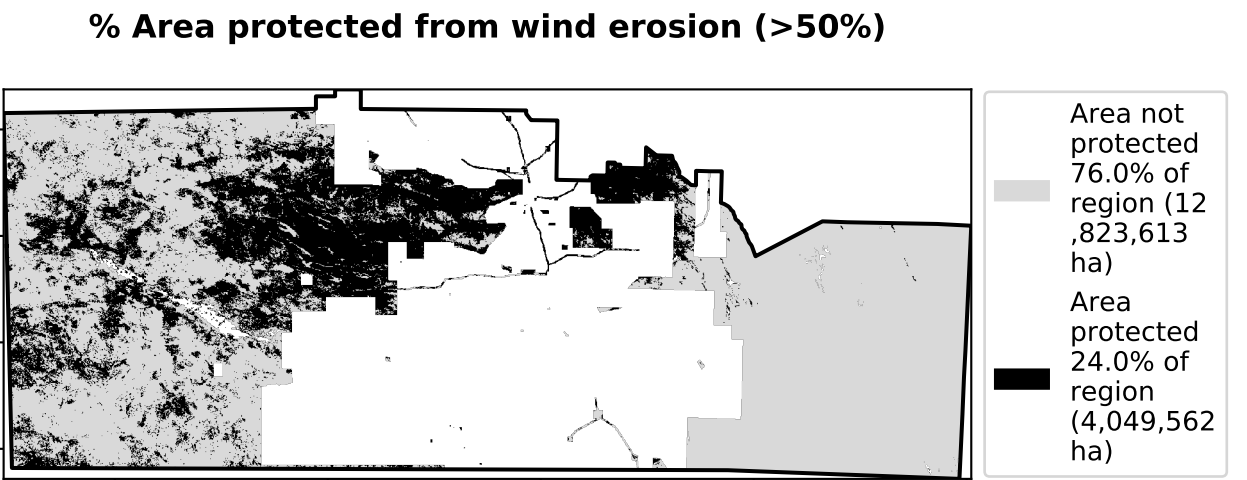 % Area protected from wind erosion (>50%)
Area not
protected
76.0% of
region (12
,823,613
ha)
Area
protected
24.0% of
region
(4,049,562
ha)